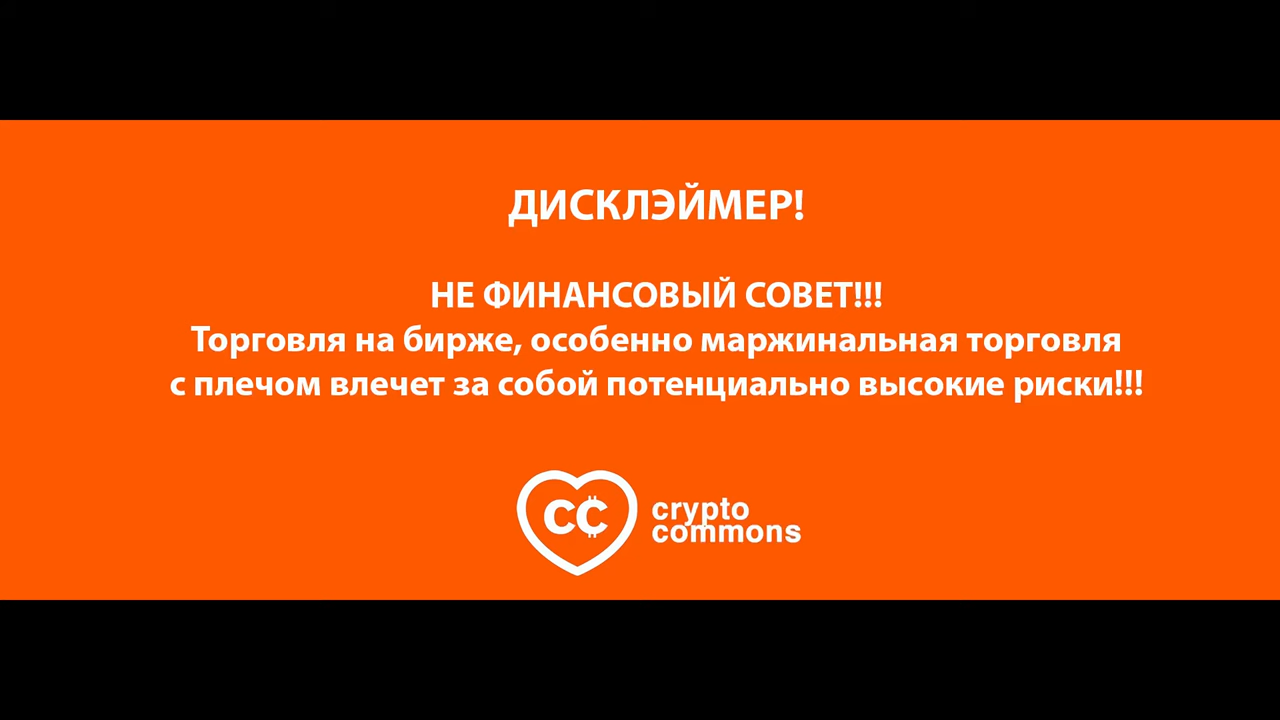 ДИСКЛЭЙМЕР!
НЕ ФИНАНСОВЫЙ СОВЕТ!!!
Торговля на бирже, особенно маржинальная торговля
с плечом влечет за собой потенциально высокие риски!!!
CC
crypto
commons